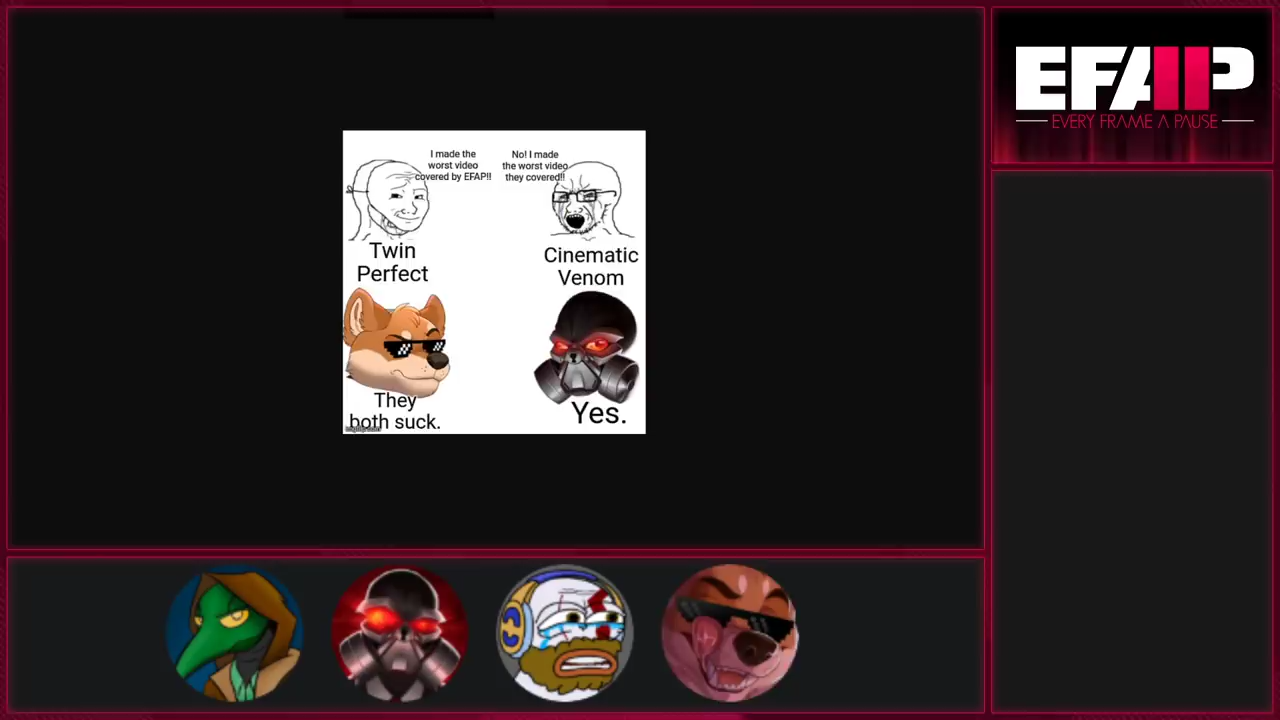 EFAP
EVERY FRAME A PAUSE
I made the
worst video
covered by EFAP!!
No! I made
the worst video
they covered!!
Twin
Perfect
Cinematic
Venom
They
both suck.
Yes.